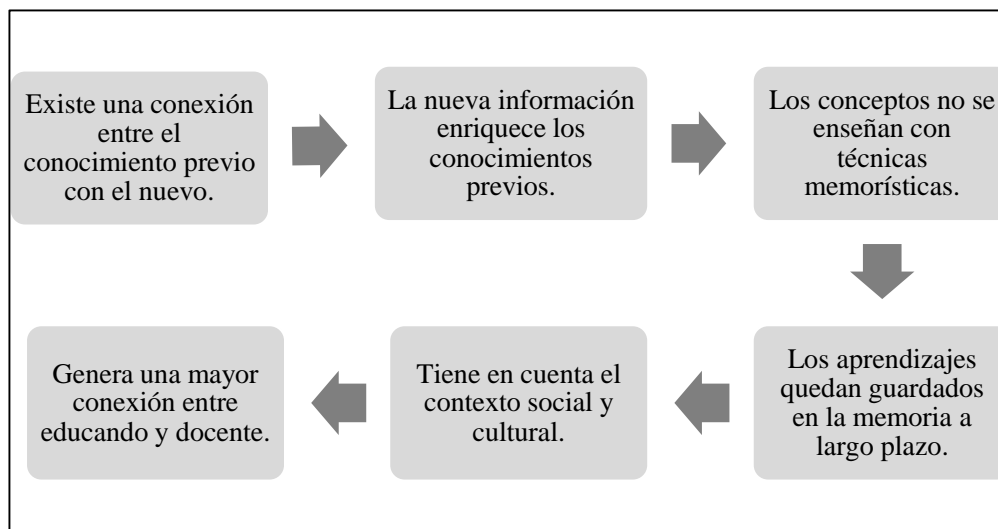 Existe una conexión
entre el
conocimiento previo
con el nuevo.
La nueva información
enriquece los
conocimientos
previos.
Los conceptos no se
enseñan con
técnicas
memorísticas.
Los aprendizajes
quedan guardados
en la memoria a
largo plazo.
Tiene en cuenta el
contexto social y
cultural.
Genera una mayor
conexión entre
educando y docente.